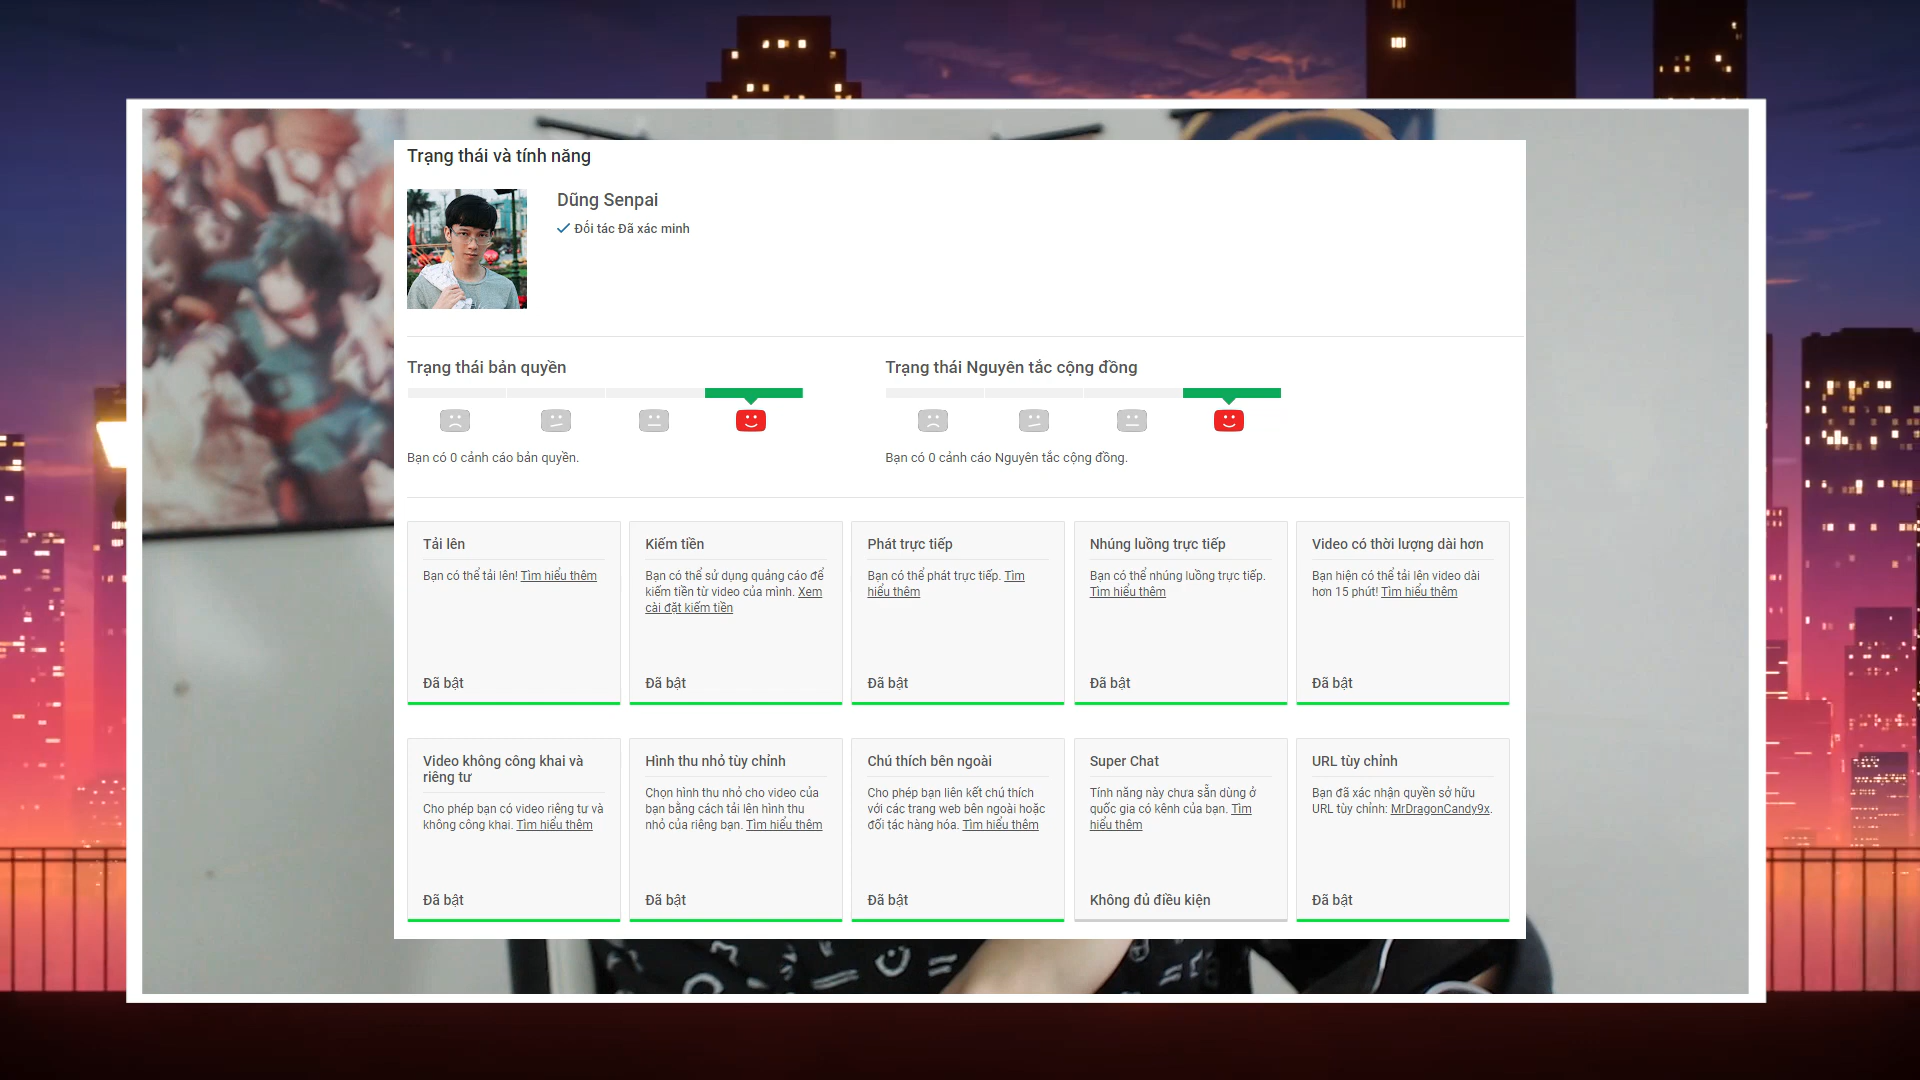 Trạng thái và tính năng
Dũng Senpai
Đối tác Đã xác minh
Trạng thái bản quyền
Bạn có 0 cảnh cáo bản quyền.
Trạng thái Nguyên tắc cộng đồng
Bạn có 0 cảnh cáo Nguyên tắc cộng đồng.
Tải lên
Bạn có thể tải lên! Tìm hiểu thêm
Đã bật
Kiếm tiền
Bạn có thể sử dụng quảng cáo để
kiếm tiền từ video của mình. Xem
cài đặt kiếm tiền
Đã bật
Phát trực tiếp
Bạn có thể phát trực tiếp. Tìm
hiểu thêm
Đã bật
Nhúng luồng trực tiếp
Bạn có thể nhúng luồng trực tiếp.
Tìm hiểu thêm
Đã bật
Video có thời lượng dài hơn
Bạn hiện có thể tải lên video dài
hơn 15 phút! Tìm hiểu thêm
Đã bật
Video không công khai và
riêng tư
Cho phép bạn có video riêng tư và
không công khai. Tìm hiểu thêm
Đã bật
Hình thu nhỏ tùy chỉnh
Chọn hình thu nhỏ cho video của
bạn bằng cách tải lên hình thu
nhỏ của riêng bạn. Tìm hiểu thêm
Đã bật
Chú thích bên ngoài
Cho phép bạn liên kết chú thích
với các trang web bên ngoài hoặc
đối tác hàng hóa. Tìm hiểu thêm
Đã bật
Super Chat
Tính năng này chưa sẵn dùng ở
quốc gia có kênh của bạn. Tìm
hiểu thêm
Không đủ điều kiện
URL tùy chỉnh
Bạn đã xác nhận quyền sở hữu
URL tùy chỉnh: MrDragonCandy9x.
Đã bật